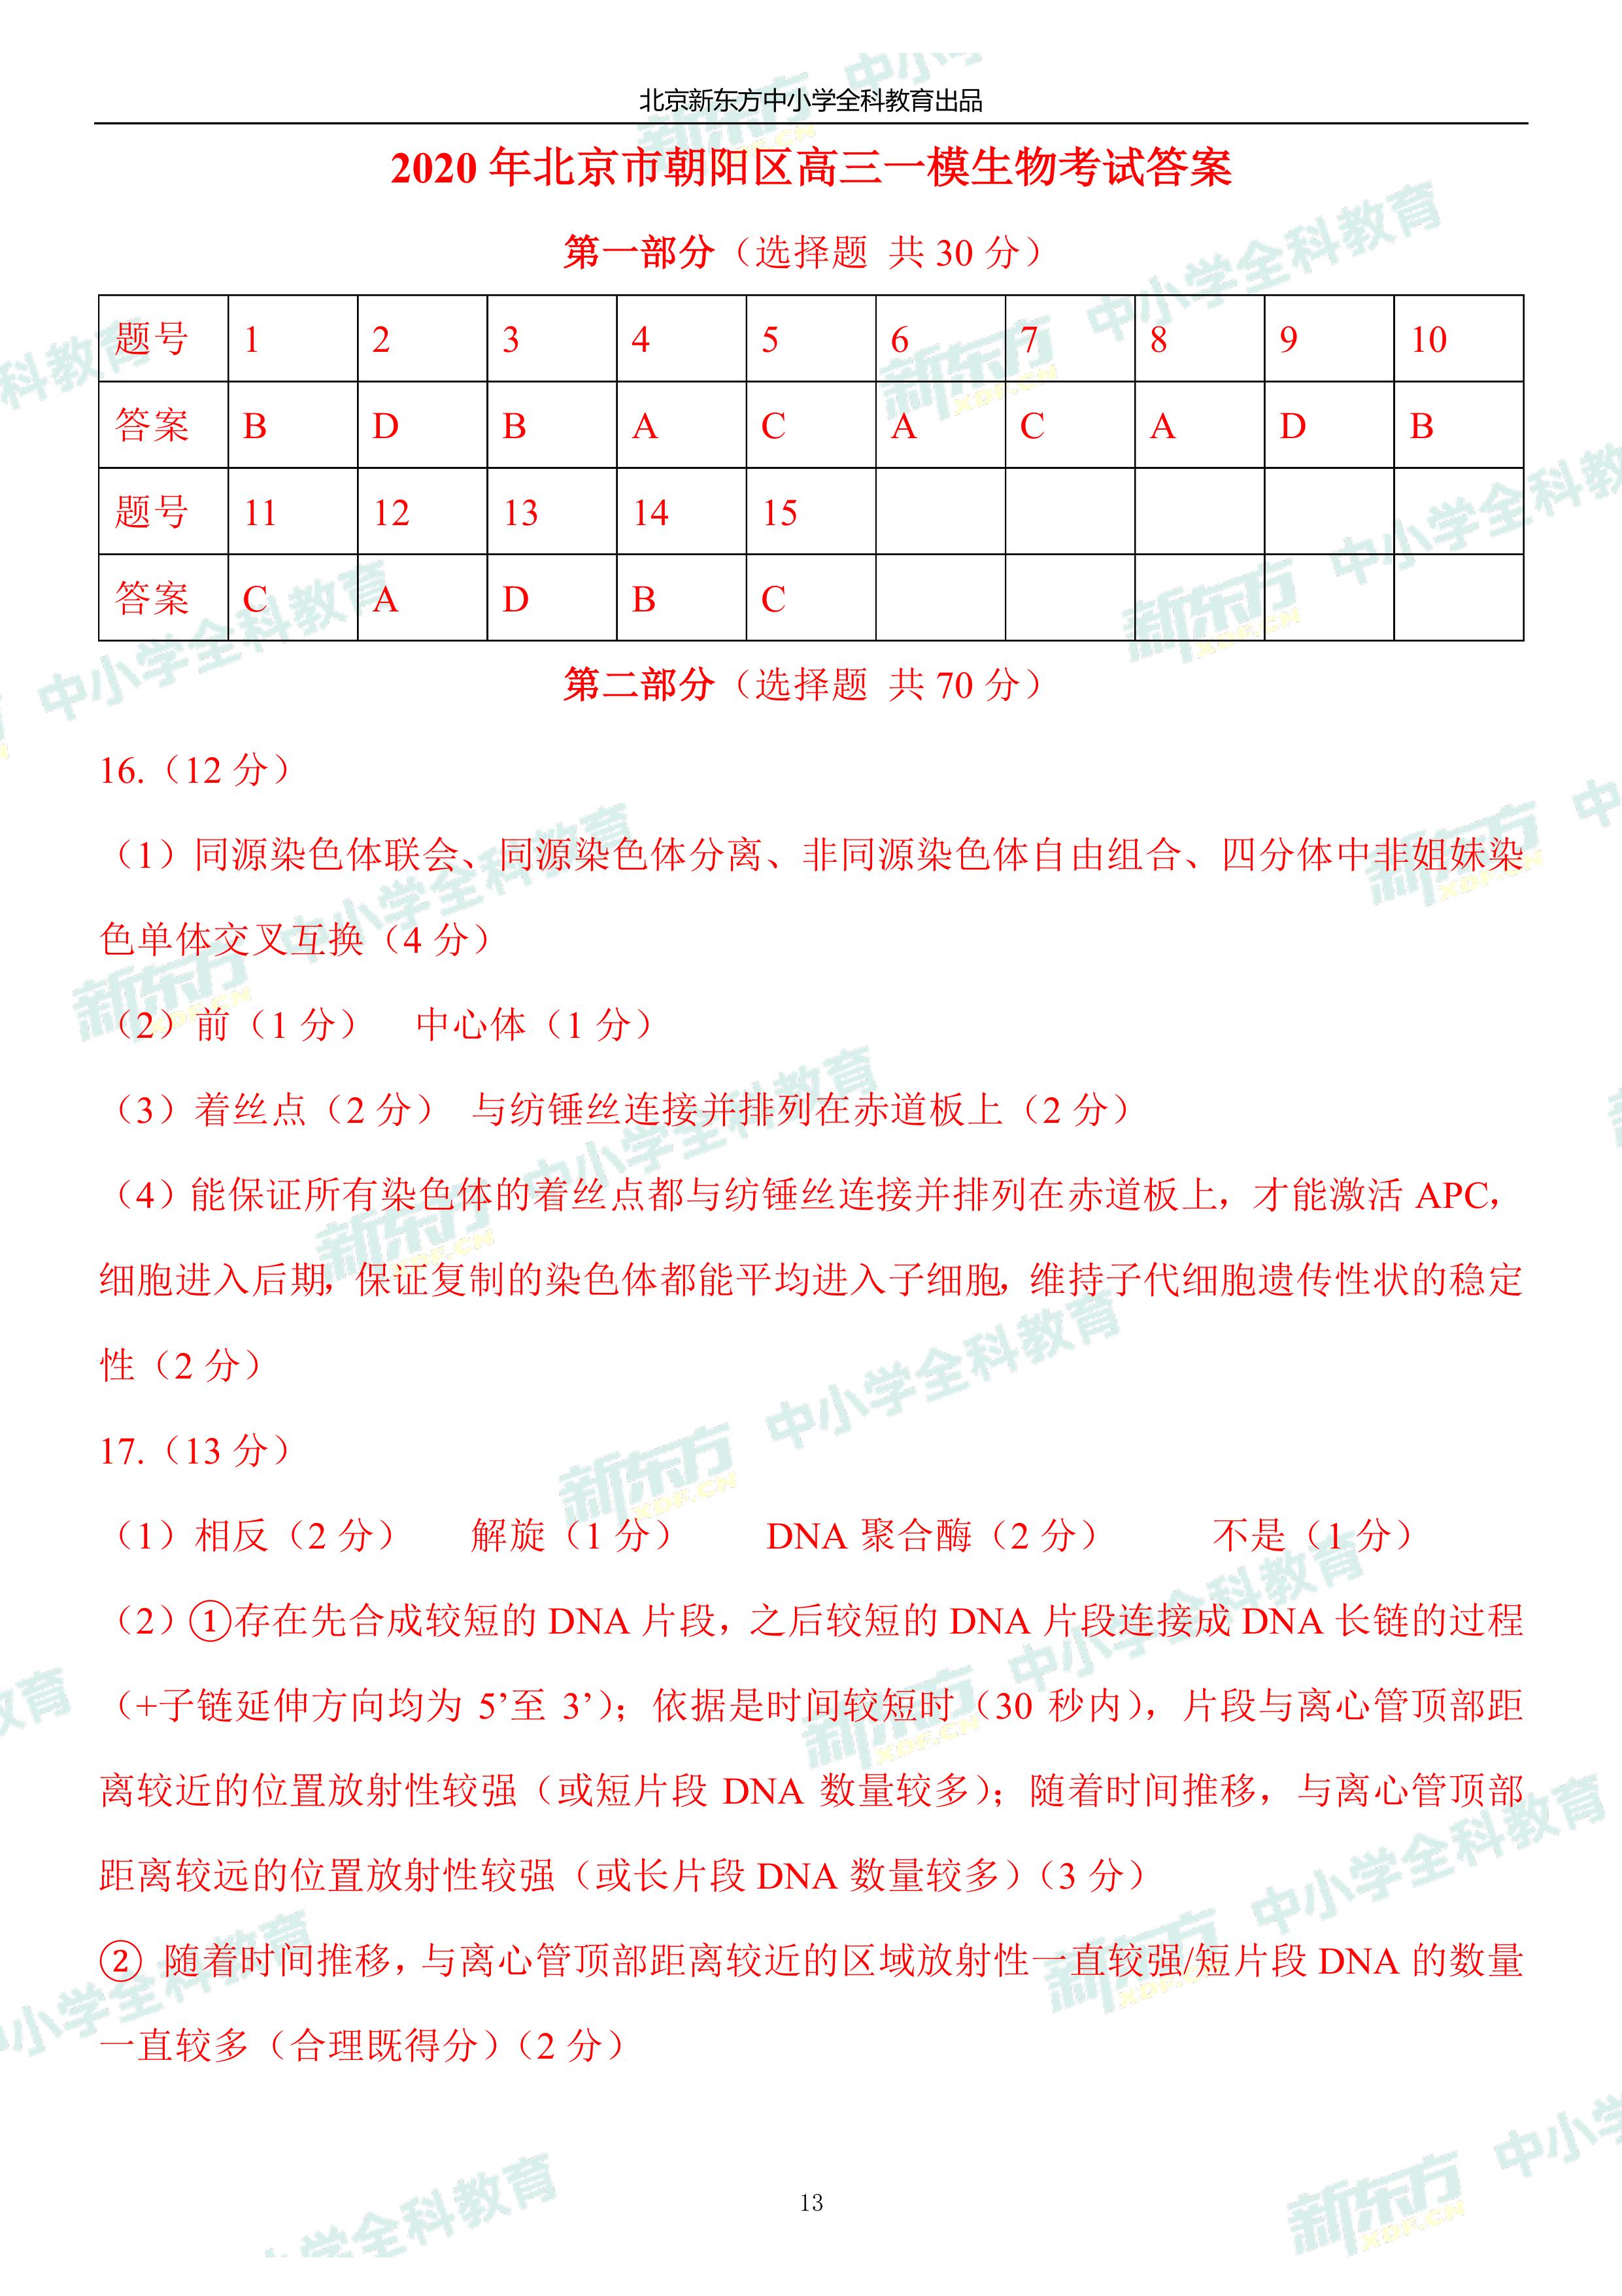 北京新东方中小学全科教育出品
2020 年北京市朝阳区高三一模生物考试答案
第一部分（选择题 共 30 分）
题号 1 2 3 4 5 6 7 8 9 10
答案 B D B A C A C A D B
题号 11 12 13 14 15
答案 C A D B C
第二部分（选择题 共 70 分）
16.（12 分）
（1）同源染色体联会、同源染色体分离、非同源染色体自由组合、四分体中非姐妹染
色单体交叉互换（4 分）
（2）前（1 分） 中心体（1 分）
（3）着丝点（2 分） 与纺锤丝连接并排列在赤道板上（2 分）
（4）能保证所有染色体的着丝点都与纺锤丝连接并排列在赤道板上，才能激活 APC，
细胞进入后期，保证复制的染色体都能平均进入子细胞，维持子代细胞遗传性状的稳定
性（2 分）
17.（13 分）
（1）相反（2 分） 解旋（1 分） DNA 聚合酶（2 分） 不是（1 分）
（2）①存在先合成较短的 DNA 片段，之后较短的 DNA 片段连接成 DNA 长链的过程
（+子链延伸方向均为 5’至 3’）；依据是时间较短时（30 秒内），片段与离心管顶部距
离较近的位置放射性较强（或短片段 DNA 数量较多）；随着时间推移，与离心管顶部
距离较远的位置放射性较强（或长片段 DNA 数量较多）（3 分）
② 随着时间推移，与离心管顶部距离较近的区域放射性一直较强/短片段 DNA 的数量
一直较多（合理既得分）（2 分）
13
新东方 XDF.CN 中小学全科教育